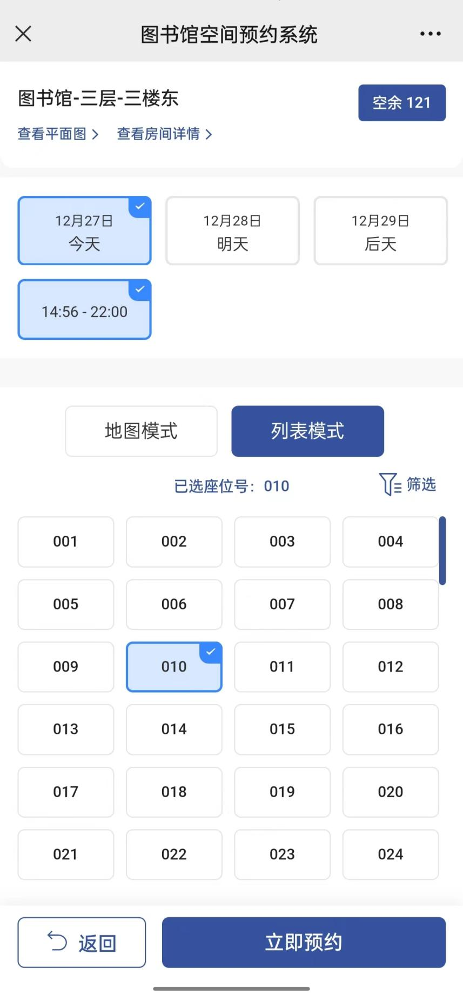 图书馆空间预约系统
图书馆-三层-三楼东
空余 121
查看平面图 查看房间详情
12月27日 12月28日 12月29日
今天 明天 后天
14:56 - 22:00
地图模式 列表模式
已选座位号：010 筛选
001 002 003 004
005 006 007 008
009 010 011 012
013 014 015 016
017 018 019 020
021 022 023 024
返回 立即预约